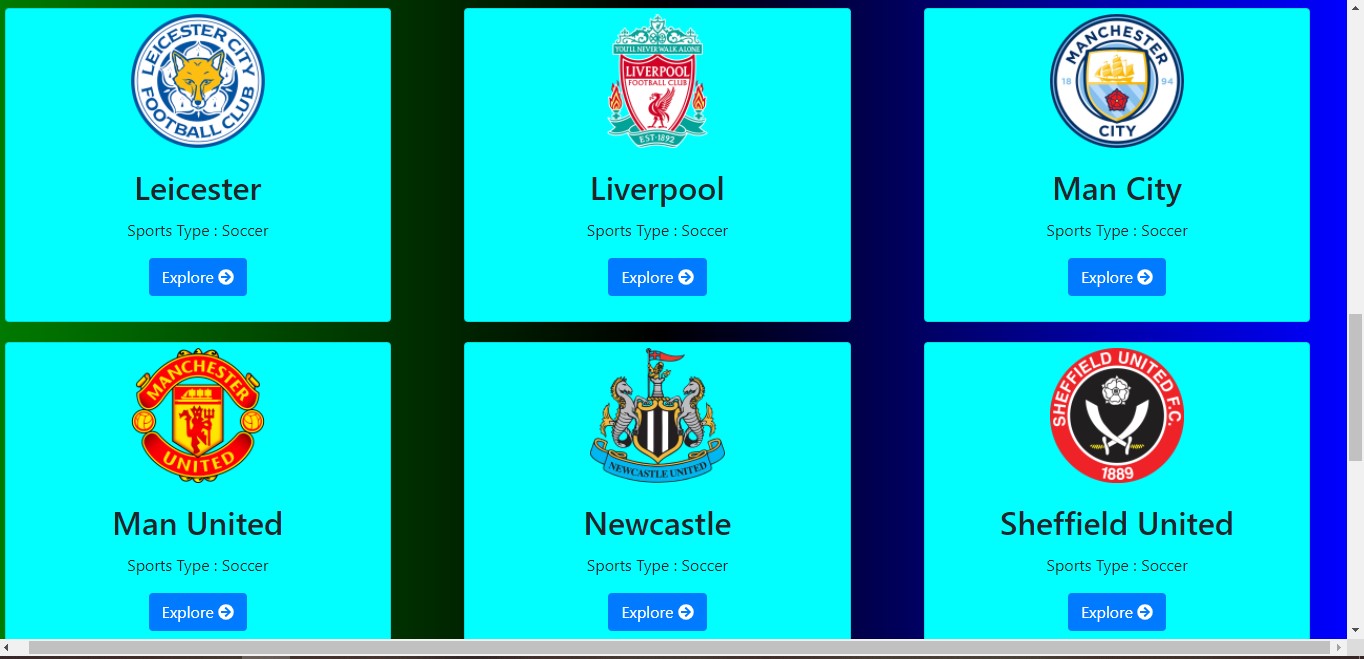 LEICESTER CITY
FOOTBALL CLUB
Leicester
Sports Type : Soccer
Explore
YOU'LL NEVER WALK ALONE
LIVERPOOL
FOOTBALL CLUB
EST·1892
Liverpool
Sports Type : Soccer
Explore
MANCHESTER
18 94
CITY
Man City
Sports Type : Soccer
Explore
MANCHESTER
UNITED
Man United
Sports Type : Soccer
Explore
NEWCASTLE UNITED
Newcastle
Sports Type : Soccer
Explore
SHEFFIELD UNITED F.C.
1889
Sheffield United
Sports Type : Soccer
Explore